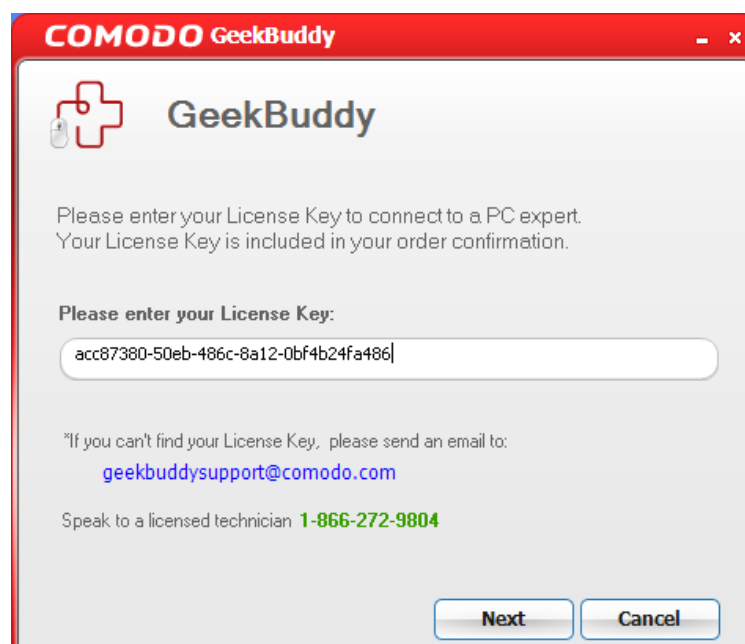 COMODO GeekBuddy
GeekBuddy
Please enter your License Key to connect to a PC expert.
Your License Key is included in your order confirmation.
Please enter your License Key:
acc87380-50eb-486c-8a12-0bf4b24fa486
*If you can't find your License Key, please send an email to:
geekbuddysupport@comodo.com
Speak to a licensed technician 1-866-272-9804
Next Cancel